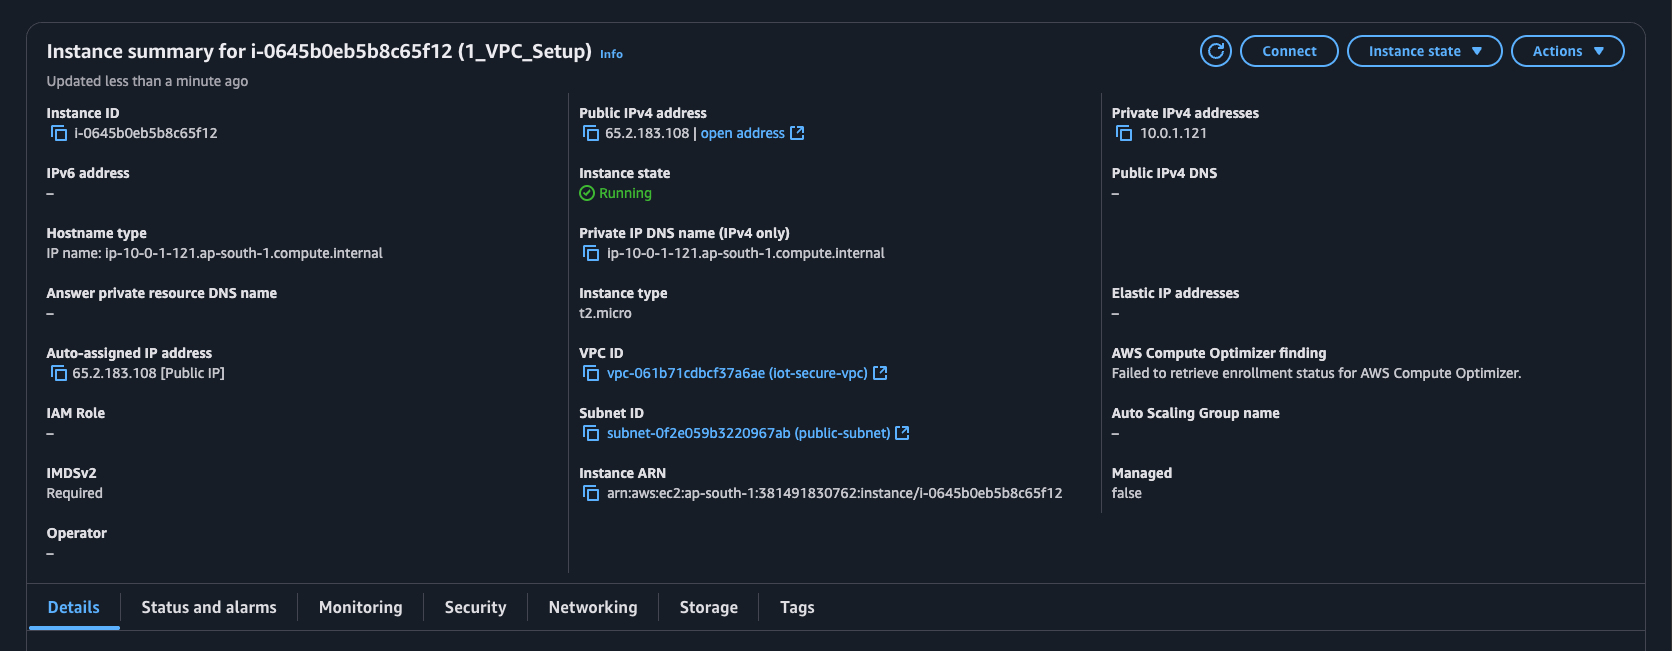 Instance summary for i-0645b0eb5b8c65f12 (1_VPC_Setup) Info
Connect
Instance state
Actions
Updated less than a minute ago
Instance ID
i-0645b0eb5b8c65f12
Public IPv4 address
65.2.183.108 | open address
Private IPv4 addresses
10.0.1.121
IPv6 address
–
Instance state
Running
Public IPv4 DNS
–
Hostname type
IP name: ip-10-0-1-121.ap-south-1.compute.internal
Private IP DNS name (IPv4 only)
ip-10-0-1-121.ap-south-1.compute.internal
Answer private resource DNS name
–
Instance type
t2.micro
Elastic IP addresses
–
Auto-assigned IP address
65.2.183.108 [Public IP]
VPC ID
vpc-061b71cdbcf37a6ae (iot-secure-vpc)
AWS Compute Optimizer finding
Failed to retrieve enrollment status for AWS Compute Optimizer.
IAM Role
–
Subnet ID
subnet-0f2e059b3220967ab (public-subnet)
Auto Scaling Group name
–
IMDSv2
Required
Instance ARN
arn:aws:ec2:ap-south-1:381491830762:instance/i-0645b0eb5b8c65f12
Managed
false
Operator
–
Details
Status and alarms
Monitoring
Security
Networking
Storage
Tags